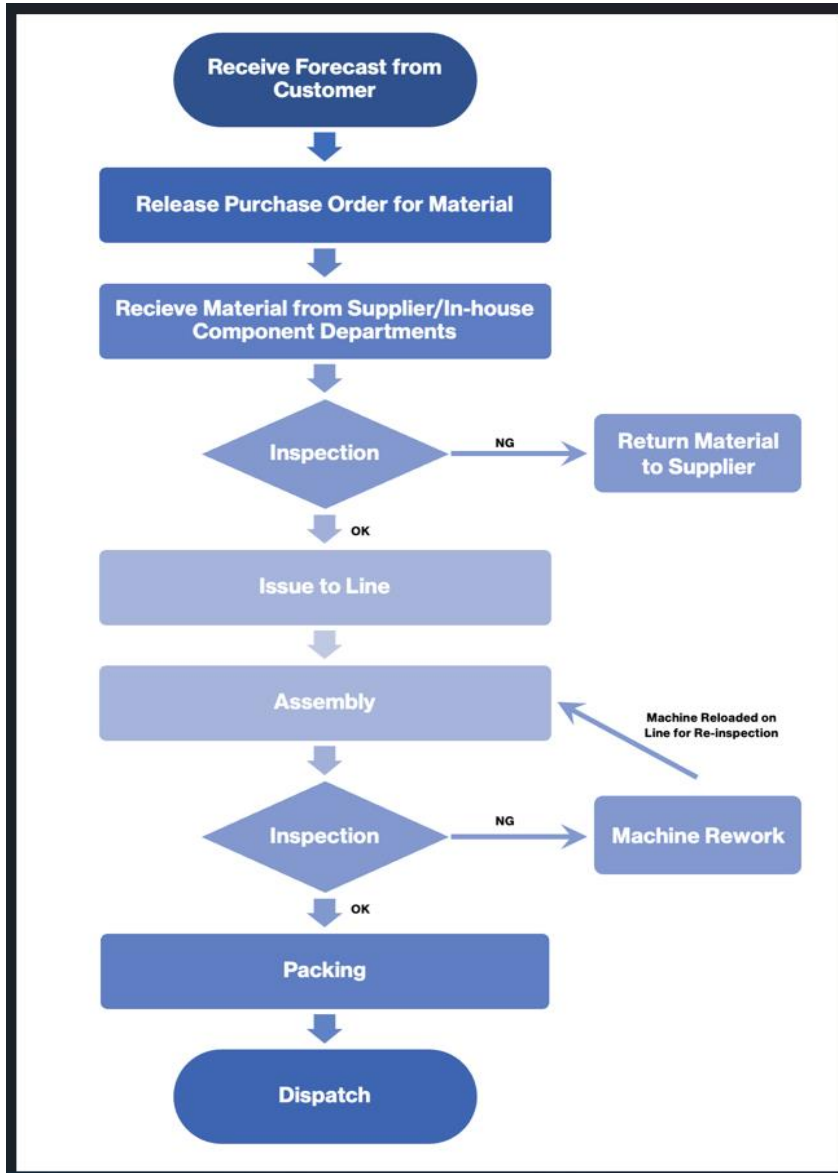 Receive Forecast from
Customer
Release Purchase Order for Material
Recieve Material from Supplier/In-house
Component Departments
Inspection
NG
Return Material
to Supplier
OK
Issue to Line
Assembly
Machine Reloaded on
Line for Re-inspection
Inspection
NG
Machine Rework
OK
Packing
Dispatch